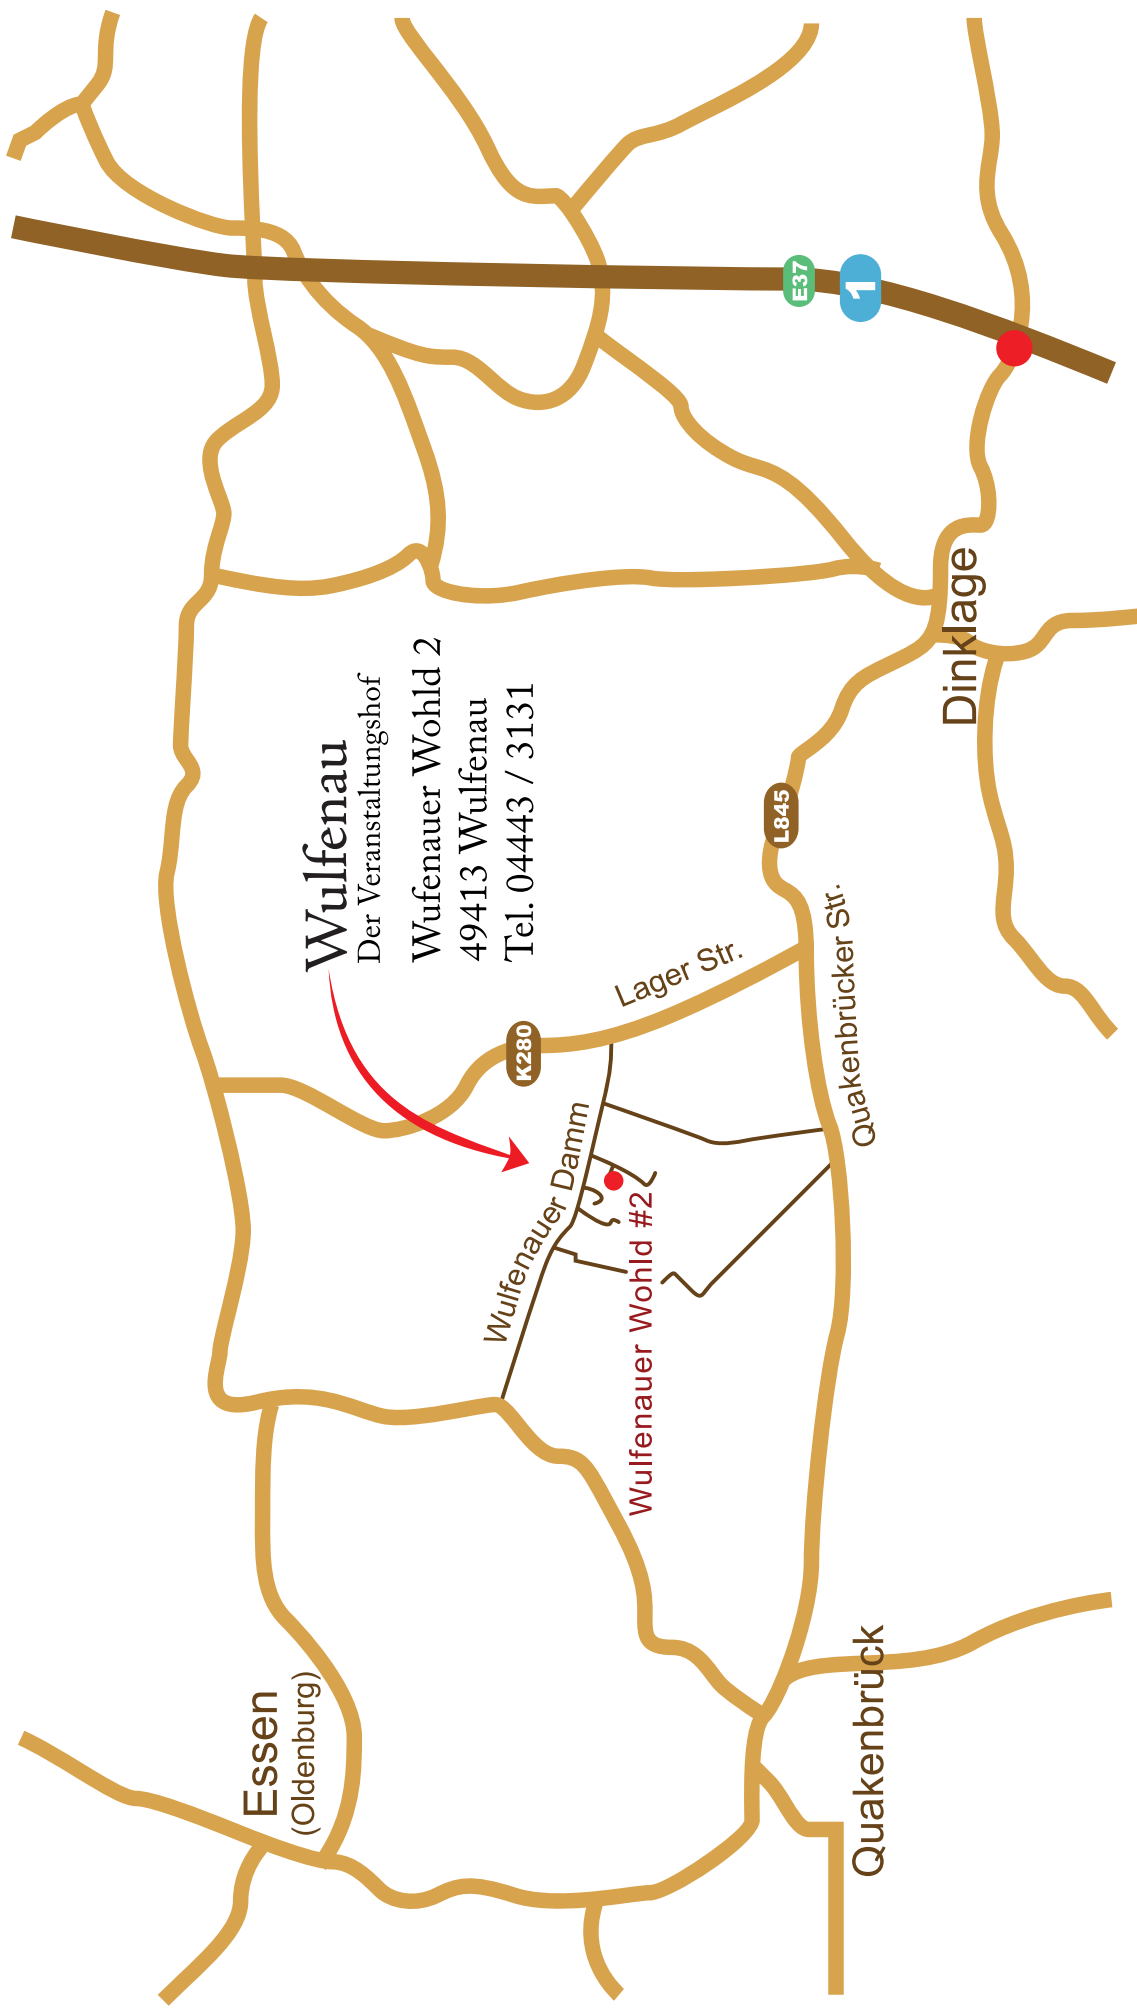 Wulfenau
Der Veranstaltungshof
Wufenauer Wohld 2
49413 Wulfenau
Tel. 04443 / 3131
Essen
(Oldenburg)
Wulfenauer Damm
K280
Lager Str.
Wulfenauer Wohld #2
L845
E37
1
Quakenbrücker Str.
Quakenbrück
Dinklage